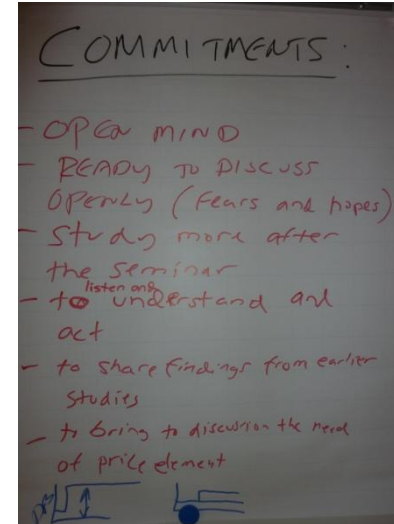 COMMITMENTS:
- OPEN MIND
- READY TO DISCUSS
OPENLY (Fears and hopes)
- Study more after
the seminar
listen and
- to understand and
act
- to share findings from earlier
studies
- to bring to discussion the need
of price element